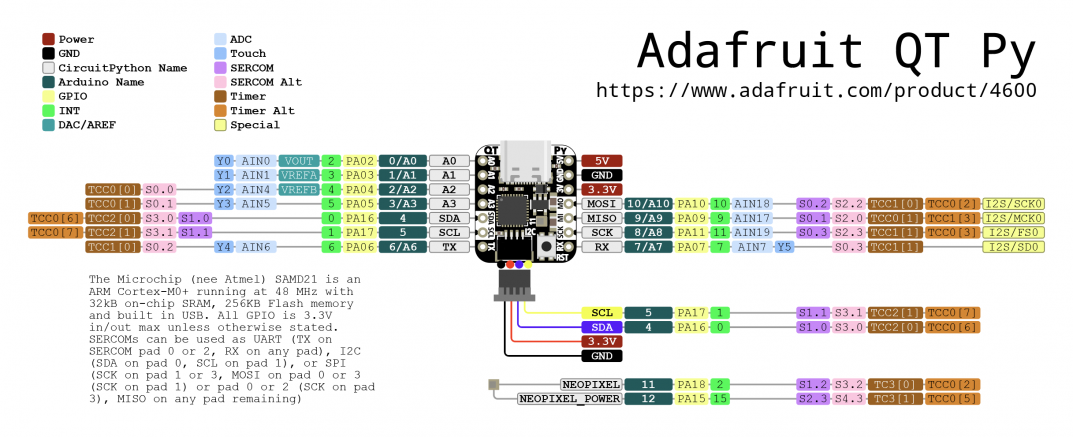 Adafruit QT Py
https://www.adafruit.com/product/4600
Power
GND
CircuitPython Name
Arduino Name
GPIO
INT
DAC/AREF
ADC
Touch
SERCOM
SERCOM Alt
Timer
Timer Alt
Special
Y0 AIN0 VOUT 2 PA02 0/A0 A0
Y1 AIN1 VREFA 3 PA03 1/A1 A1
TCC0[0] S0.0 Y2 AIN4 VREFB 4 PA04 2/A2 A2
TCC0[1] S0.1 Y3 AIN5 5 PA05 3/A3 A3
TCC0[6] TCC2[0] S3.0 S1.0 0 PA16 4 SDA
TCC0[7] TCC2[1] S3.1 S1.1 1 PA17 5 SCL
TCC1[0] S0.2 Y4 AIN6 6 PA06 6/A6 TX
QT PY
A0
A1
A2
A3
SDA
SCL
TX
5V
GND
3V
RST
5V
GND
3.3V
MOSI 10/A10 PA10 10 AIN18 S0.2 S2.2 TCC1[0] TCC0[2] I2S/SCK0
MISO 9/A9 PA09 9 AIN17 S0.1 S2.0 TCC0[1] TCC1[3] I2S/MCK0
SCK 8/A8 PA11 11 AIN19 S0.3 S2.3 TCC1[1] TCC0[3] I2S/FS0
RX 7/A7 PA07 7 AIN7 Y5 S0.3 TCC1[1] I2S/SD0
The Microchip (nee Atmel) SAMD21 is an
ARM Cortex-M0+ running at 48 MHz with
32kB on-chip SRAM, 256KB Flash memory
and built in USB. All GPIO is 3.3V
in/out max unless otherwise stated.
SERCOMs can be used as UART (TX on
SERCOM pad 0 or 2, RX on any pad), I2C
(SDA on pad 0, SCL on pad 1), or SPI
(SCK on pad 1 or 3, MOSI on pad 0 or 3
(SCK on pad 1) or pad 0 or 2 (SCK on pad
3), MISO on any pad remaining)
SCL 5 PA17 1 S1.1 S3.1 TCC2[1] TCC0[7]
SDA 4 PA16 0 S1.0 S3.0 TCC2[0] TCC0[6]
3.3V
GND
NEOPIXEL 11 PA18 2 S1.2 S3.2 TC3[0] TCC0[2]
NEOPIXEL_POWER 12 PA15 15 S2.3 S4.3 TC3[1] TCC0[5]